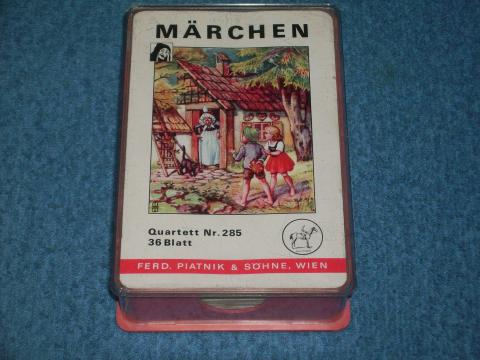 MÄRCHEN
Quartett Nr. 285
36 Blatt
FERD. PIATNIK & SÖHNE, WIEN